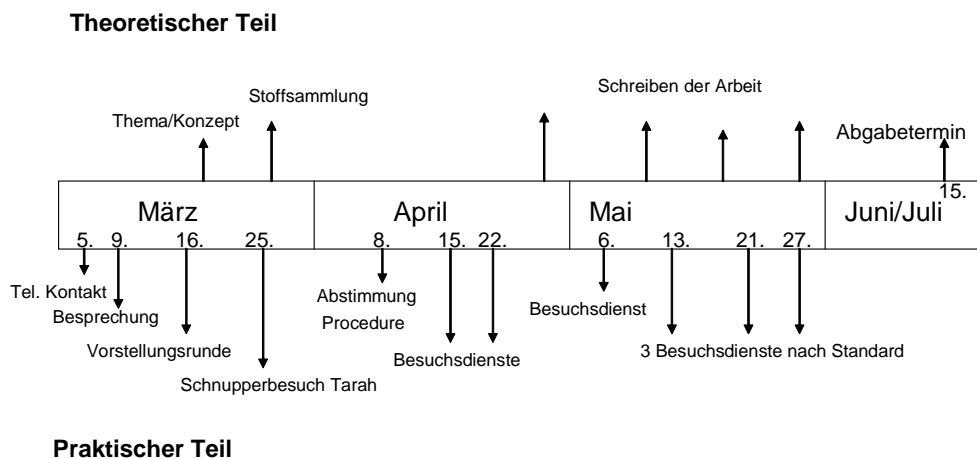 Theoretischer Teil
Schreiben der Arbeit
Stoffsammlung
Thema/Konzept
Abgabetermin
15.
März
April
Mai
Juni/Juli
5. 9. 16. 25. 8. 15. 22. 6. 13. 21. 27.
Tel. Kontakt
Besprechung
Vorstellungsrunde
Schnupperbesuch Tarah
Abstimmung
Procedure
Besuchsdienste
Besuchsdienst
3 Besuchsdienste nach Standard
Praktischer Teil